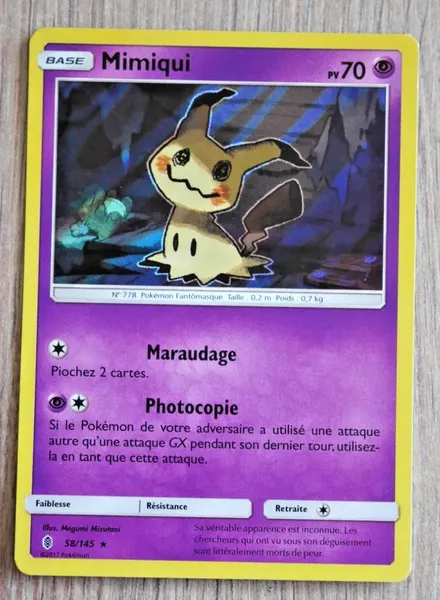 BASE Mimiqui PV70
N° 778 Pokémon Fantômasque Taille : 0,2 m Poids : 0,7 kg
Maraudage
Piochez 2 cartes.
Photocopie
Si le Pokémon de votre adversaire a utilisé une attaque
autre qu'une attaque GX pendant son dernier tour, utilisez-
la en tant que cette attaque.
Faiblesse Résistance Retraite
Illus. Megumi Mizutani
58/145 ★
©2017 Pokémon
Sa véritable apparence est inconnue. Les
chercheurs qui ont vu sous son déguisement
sont littéralement morts de peur.